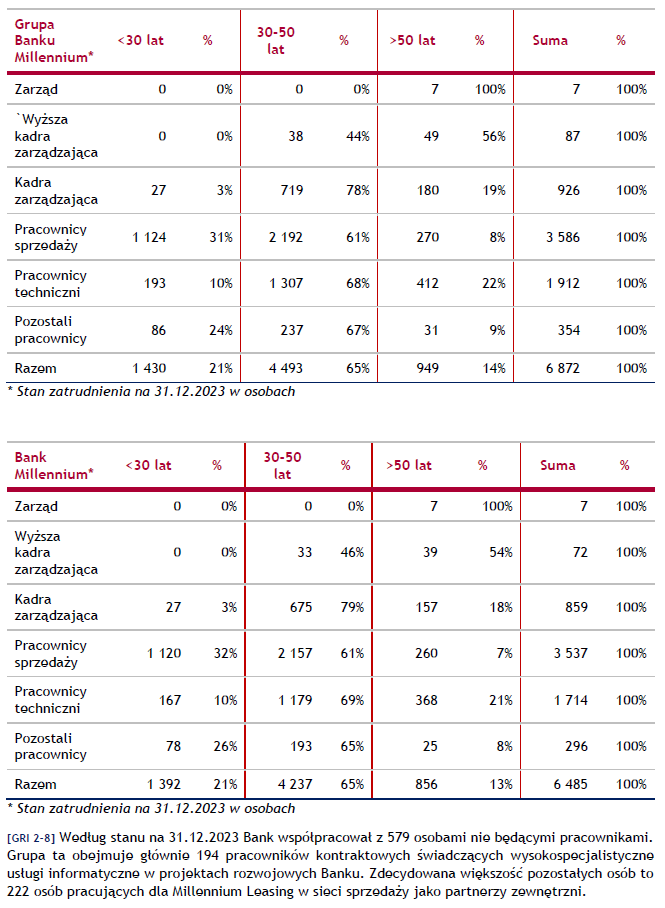 Grupa
Banku
Millennium* <30 lat % 30-50 lat % >50 lat % Suma %
Zarząd 0 0% 0 0% 7 100% 7 100%
`Wyższa
kadra
zarządzająca 0 0% 38 44% 49 56% 87 100%
Kadra
zarządzająca 27 3% 719 78% 180 19% 926 100%
Pracownicy
sprzedaży 1 124 31% 2 192 61% 270 8% 3 586 100%
Pracownicy
techniczni 193 10% 1 307 68% 412 22% 1 912 100%
Pozostali
pracownicy 86 24% 237 67% 31 9% 354 100%
Razem 1 430 21% 4 493 65% 949 14% 6 872 100%
* Stan zatrudnienia na 31.12.2023 w osobach
Bank
Millennium* <30 lat % 30-50 lat % >50 lat % Suma %
Zarząd 0 0% 0 0% 7 100% 7 100%
Wyższa
kadra
zarządzająca 0 0% 33 46% 39 54% 72 100%
Kadra
zarządzająca 27 3% 675 79% 157 18% 859 100%
Pracownicy
sprzedaży 1 120 32% 2 157 61% 260 7% 3 537 100%
Pracownicy
techniczni 167 10% 1 179 69% 368 21% 1 714 100%
Pozostali
pracownicy 78 26% 193 65% 25 8% 296 100%
Razem 1 392 21% 4 237 65% 856 13% 6 485 100%
* Stan zatrudnienia na 31.12.2023 w osobach
[GRI 2-8] Według stanu na 31.12.2023 Bank współpracował z 579 osobami nie będącymi pracownikami.
Grupa ta obejmuje głównie 194 pracowników kontraktowych świadczących wysokospecjalistyczne
usługi informatyczne w projektach rozwojowych Banku. Zdecydowana większość pozostałych osób to
222 osób pracujących dla Millennium Leasing w sieci sprzedaży jako partnerzy zewnętrzni.